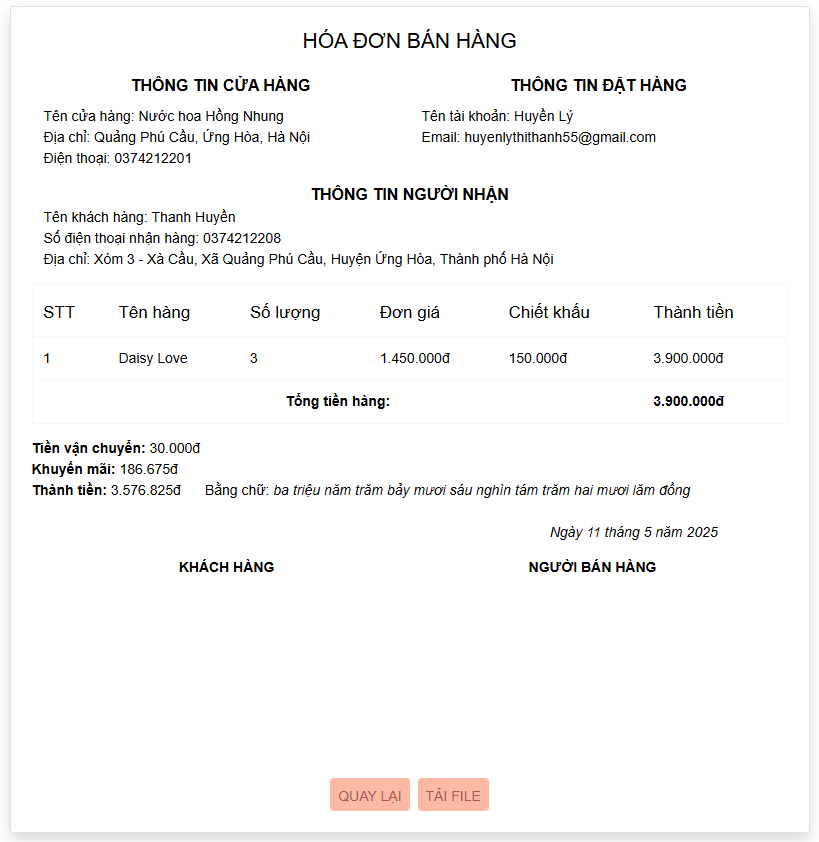 HÓA ĐƠN BÁN HÀNG
THÔNG TIN CỬA HÀNG
Tên cửa hàng: Nước hoa Hồng Nhung
Địa chỉ: Quảng Phú Cầu, Ứng Hòa, Hà Nội
Điện thoại: 0374212201
THÔNG TIN ĐẶT HÀNG
Tên tài khoản: Huyền Lý
Email: huyenlythithanh55@gmail.com
THÔNG TIN NGƯỜI NHẬN
Tên khách hàng: Thanh Huyền
Số điện thoại nhận hàng: 0374212208
Địa chỉ: Xóm 3 - Xà Cầu, Xã Quảng Phú Cầu, Huyện Ứng Hòa, Thành phố Hà Nội
STT Tên hàng Số lượng Đơn giá Chiết khấu Thành tiền
1 Daisy Love 3 1.450.000đ 150.000đ 3.900.000đ
Tổng tiền hàng: 3.900.000đ
Tiền vận chuyển: 30.000đ
Khuyến mãi: 186.675đ
Thành tiền: 3.576.825đ Bằng chữ: ba triệu năm trăm bảy mươi sáu nghìn tám trăm hai mươi lăm đồng
Ngày 11 tháng 5 năm 2025
KHÁCH HÀNG NGƯỜI BÁN HÀNG
QUAY LẠI TẢI FILE